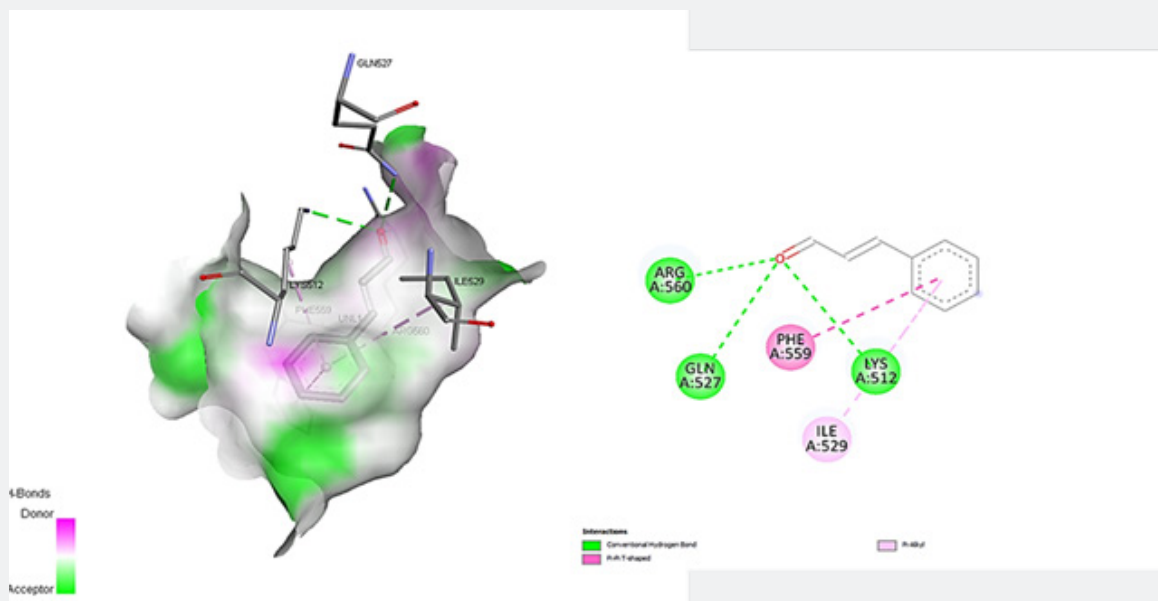 GLN527
LYS512
PHE559
UNL1
ILE529
ARG560
H-Bonds
Donor
Acceptor
O
ARG
A:560
GLN
A:527
PHE
A:559
LYS
A:512
ILE
A:529
Interactions
Conventional Hydrogen Bond
Pi-Pi T-shaped
Pi-Alkyl